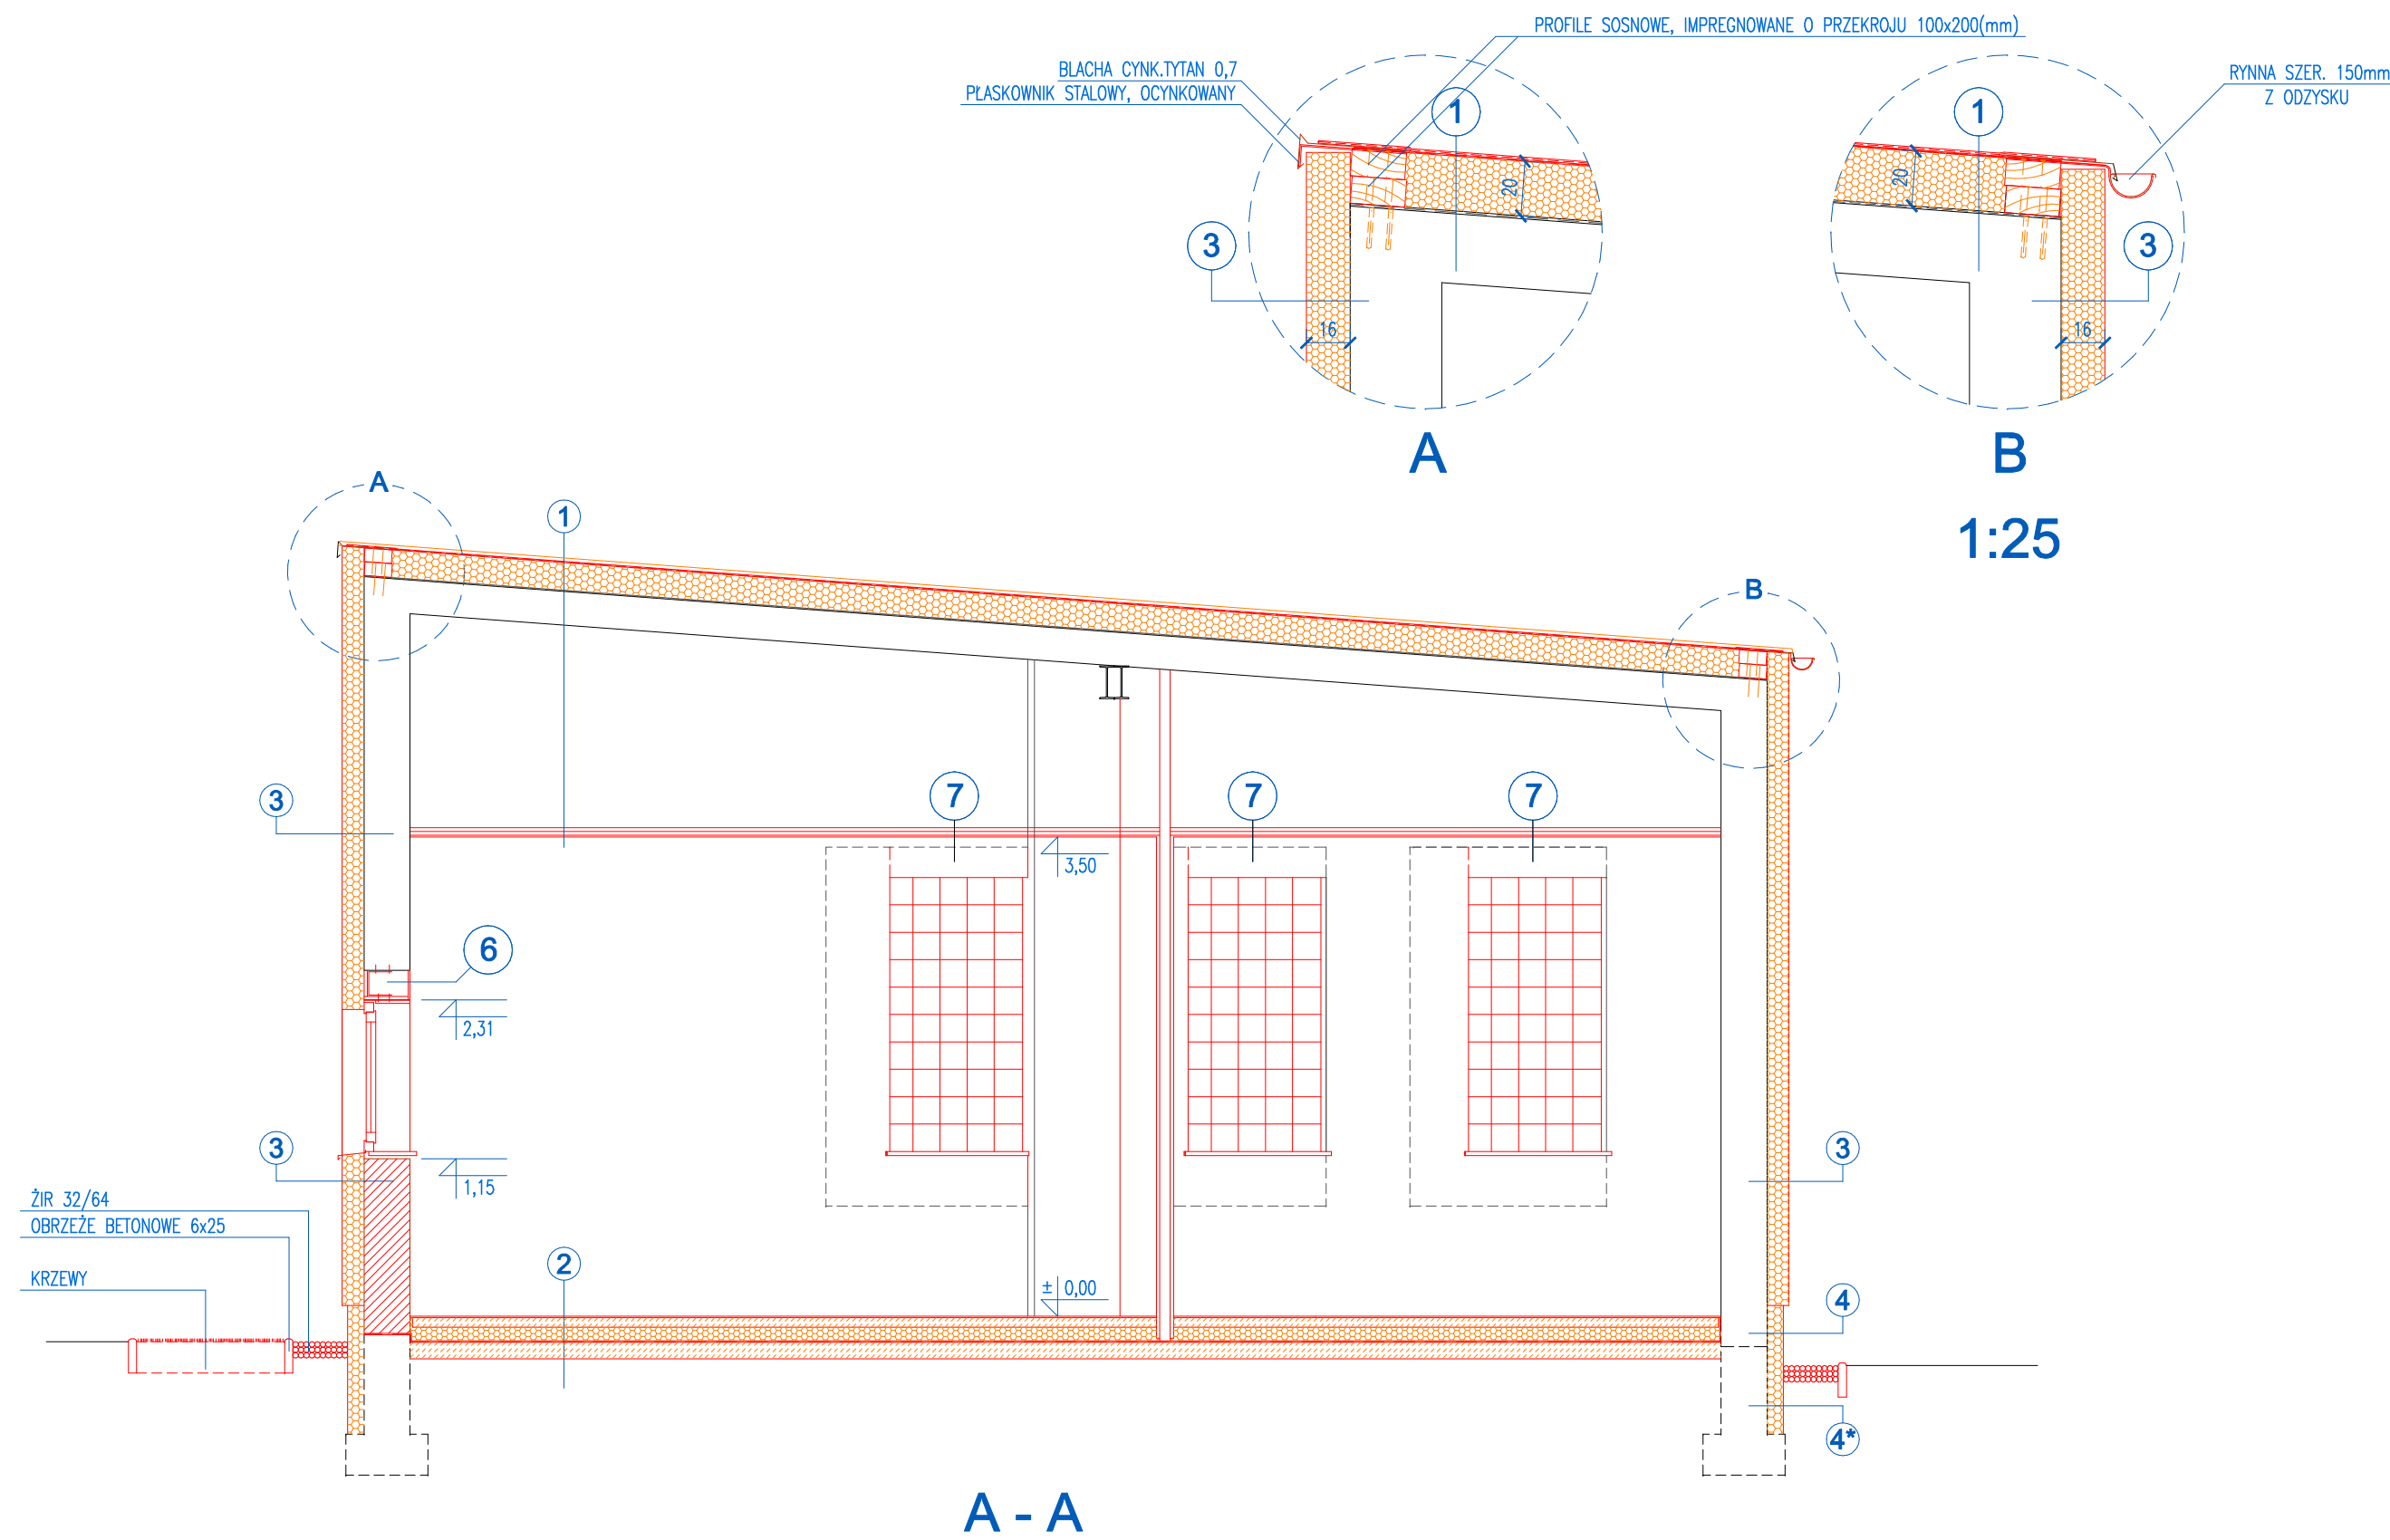 PROFILE SOSNOWE, IMPREGNOWANE O PRZEKROJU 100x200(mm)
BLACHA CYNK.TYTAN 0,7
PŁASKOWNIK STALOWY, OCYNKOWANY
RYNNA SZER. 150mm
Z ODZYSKU
1
1
20
20
3
3
16
16
A
B
1:25
A
1
B
3
7
7
7
3,50
6
2,31
3
1,15
3
ŻIR 32/64
OBRZEŻE BETONOWE 6x25
KRZEWY
2
± 0,00
4
4*
A - A